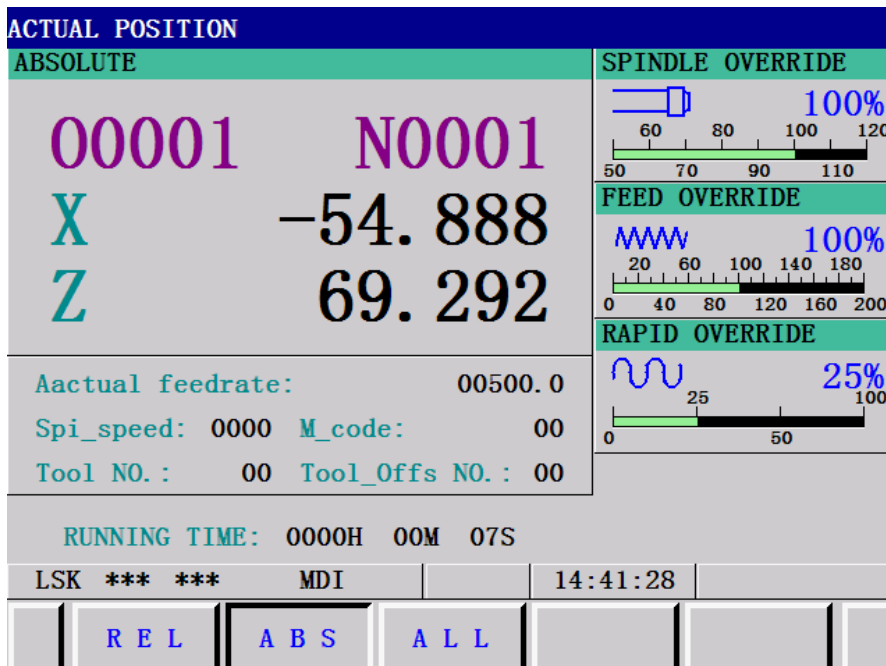 ACTUAL POSITION
ABSOLUTE
O0001 N0001
X -54.888
Z 69.292
Aactual feedrate: 00500.0
Spi_speed: 0000 M_code: 00
Tool NO.: 00 Tool_Offs NO.: 00
RUNNING TIME: 0000H 00M 07S
SPINDLE OVERRIDE
100%
60 80 100 120
50 70 90 110
FEED OVERRIDE
100%
20 60 100 140 180
0 40 80 120 160 200
RAPID OVERRIDE
25%
25 100
0 50
LSK *** *** MDI 14:41:28
REL ABS ALL